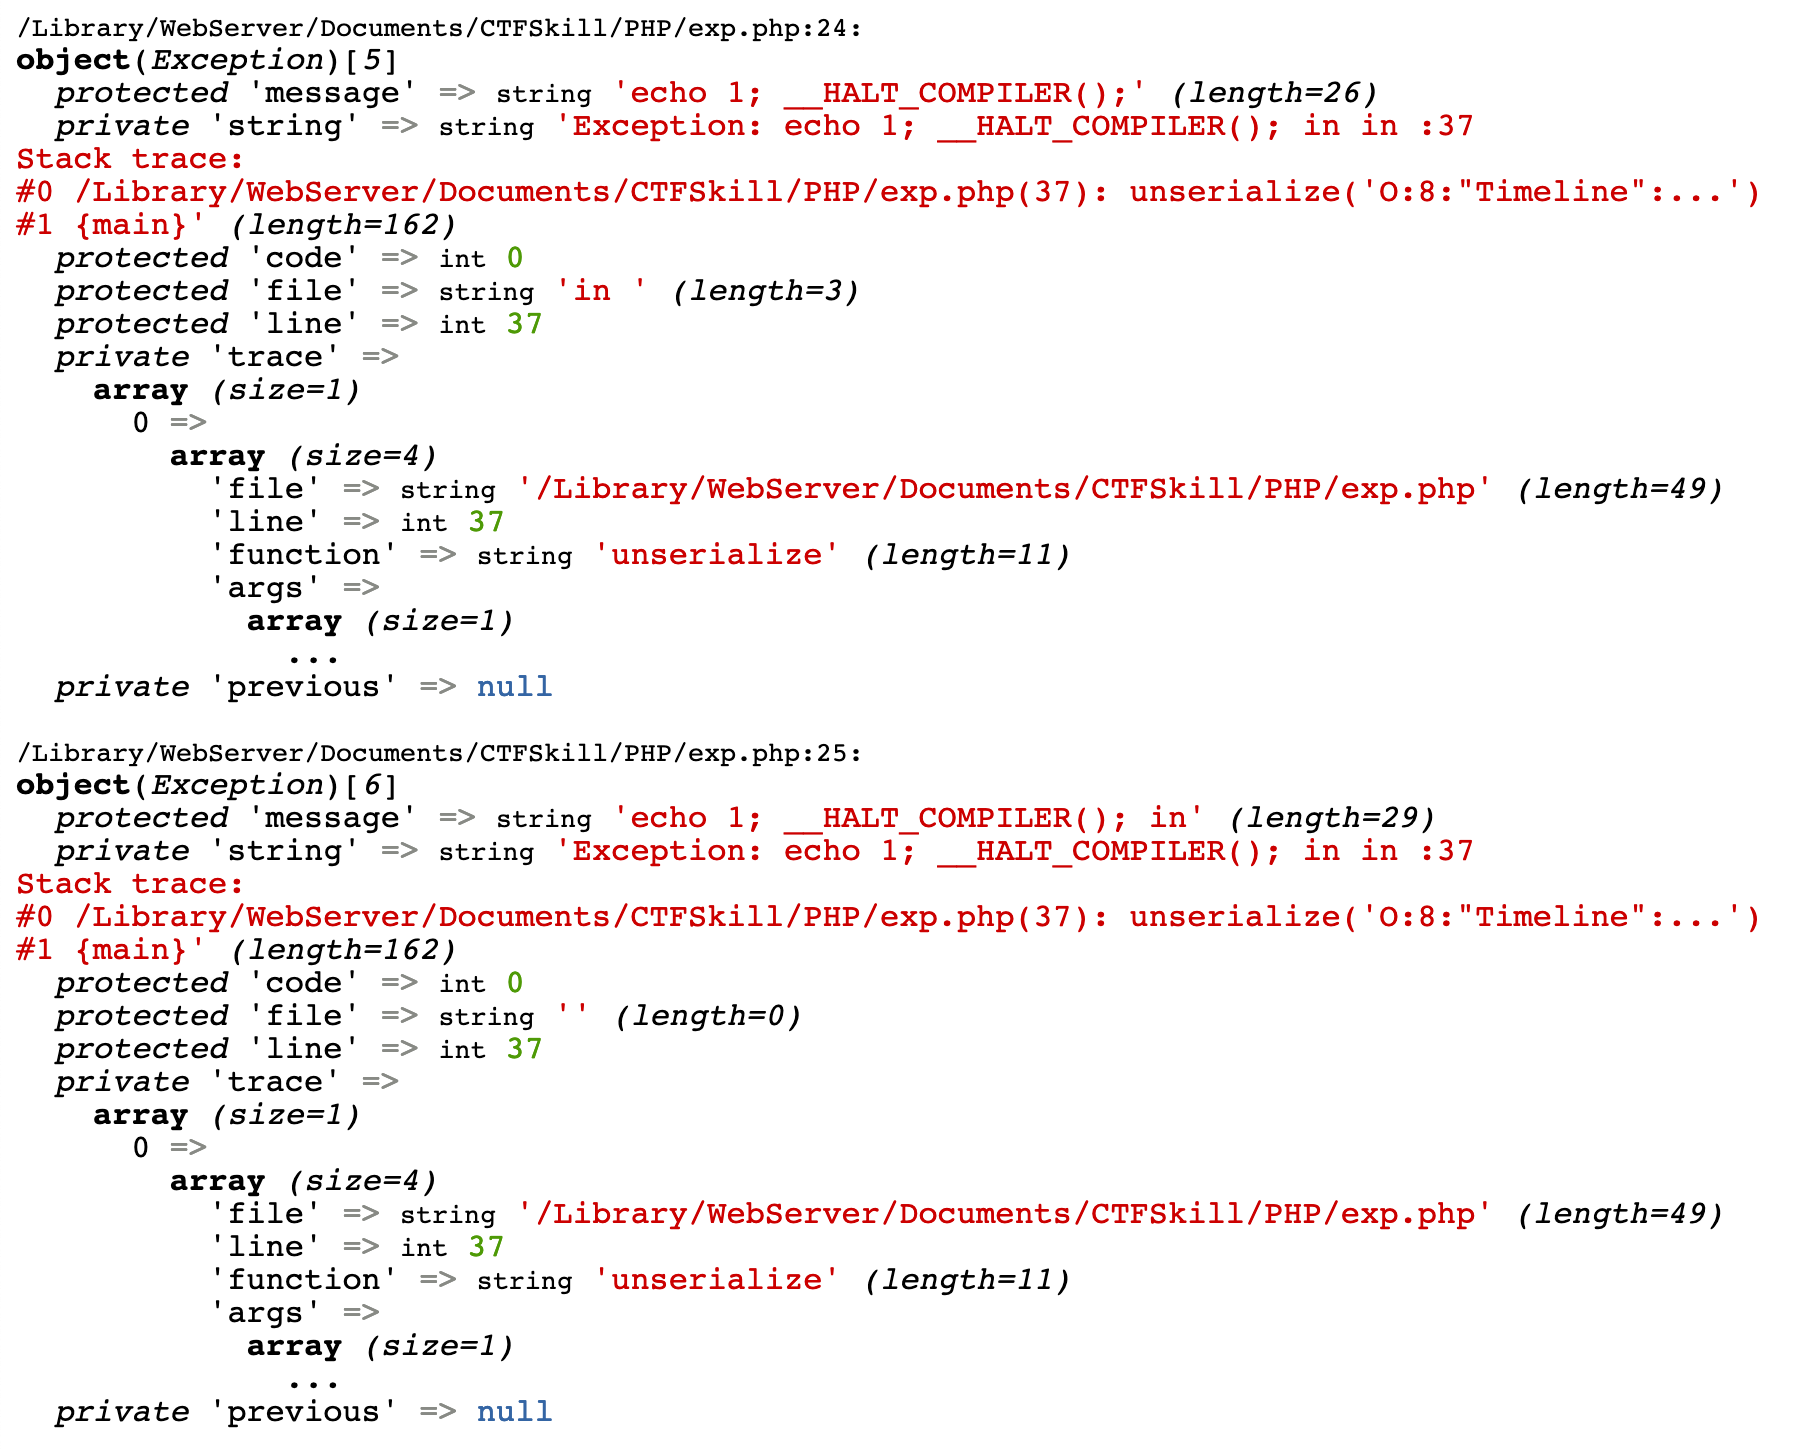 /Library/WebServer/Documents/CTFSkill/PHP/exp.php:24:
object(Exception)[5]
  protected 'message' => string 'echo 1; __HALT_COMPILER();' (length=26)
  private 'string' => string 'Exception: echo 1; __HALT_COMPILER(); in in :37
Stack trace:
#0 /Library/WebServer/Documents/CTFSkill/PHP/exp.php(37): unserialize('O:8:"Timeline":...')
#1 {main}' (length=162)
  protected 'code' => int 0
  protected 'file' => string 'in ' (length=3)
  protected 'line' => int 37
  private 'trace' =>
    array (size=1)
      0 =>
        array (size=4)
          'file' => string '/Library/WebServer/Documents/CTFSkill/PHP/exp.php' (length=49)
          'line' => int 37
          'function' => string 'unserialize' (length=11)
          'args' =>
            array (size=1)
              ...
  private 'previous' => null
/Library/WebServer/Documents/CTFSkill/PHP/exp.php:25:
object(Exception)[6]
  protected 'message' => string 'echo 1; __HALT_COMPILER(); in' (length=29)
  private 'string' => string 'Exception: echo 1; __HALT_COMPILER(); in in :37
Stack trace:
#0 /Library/WebServer/Documents/CTFSkill/PHP/exp.php(37): unserialize('O:8:"Timeline":...')
#1 {main}' (length=162)
  protected 'code' => int 0
  protected 'file' => string '' (length=0)
  protected 'line' => int 37
  private 'trace' =>
    array (size=1)
      0 =>
        array (size=4)
          'file' => string '/Library/WebServer/Documents/CTFSkill/PHP/exp.php' (length=49)
          'line' => int 37
          'function' => string 'unserialize' (length=11)
          'args' =>
            array (size=1)
              ...
  private 'previous' => null